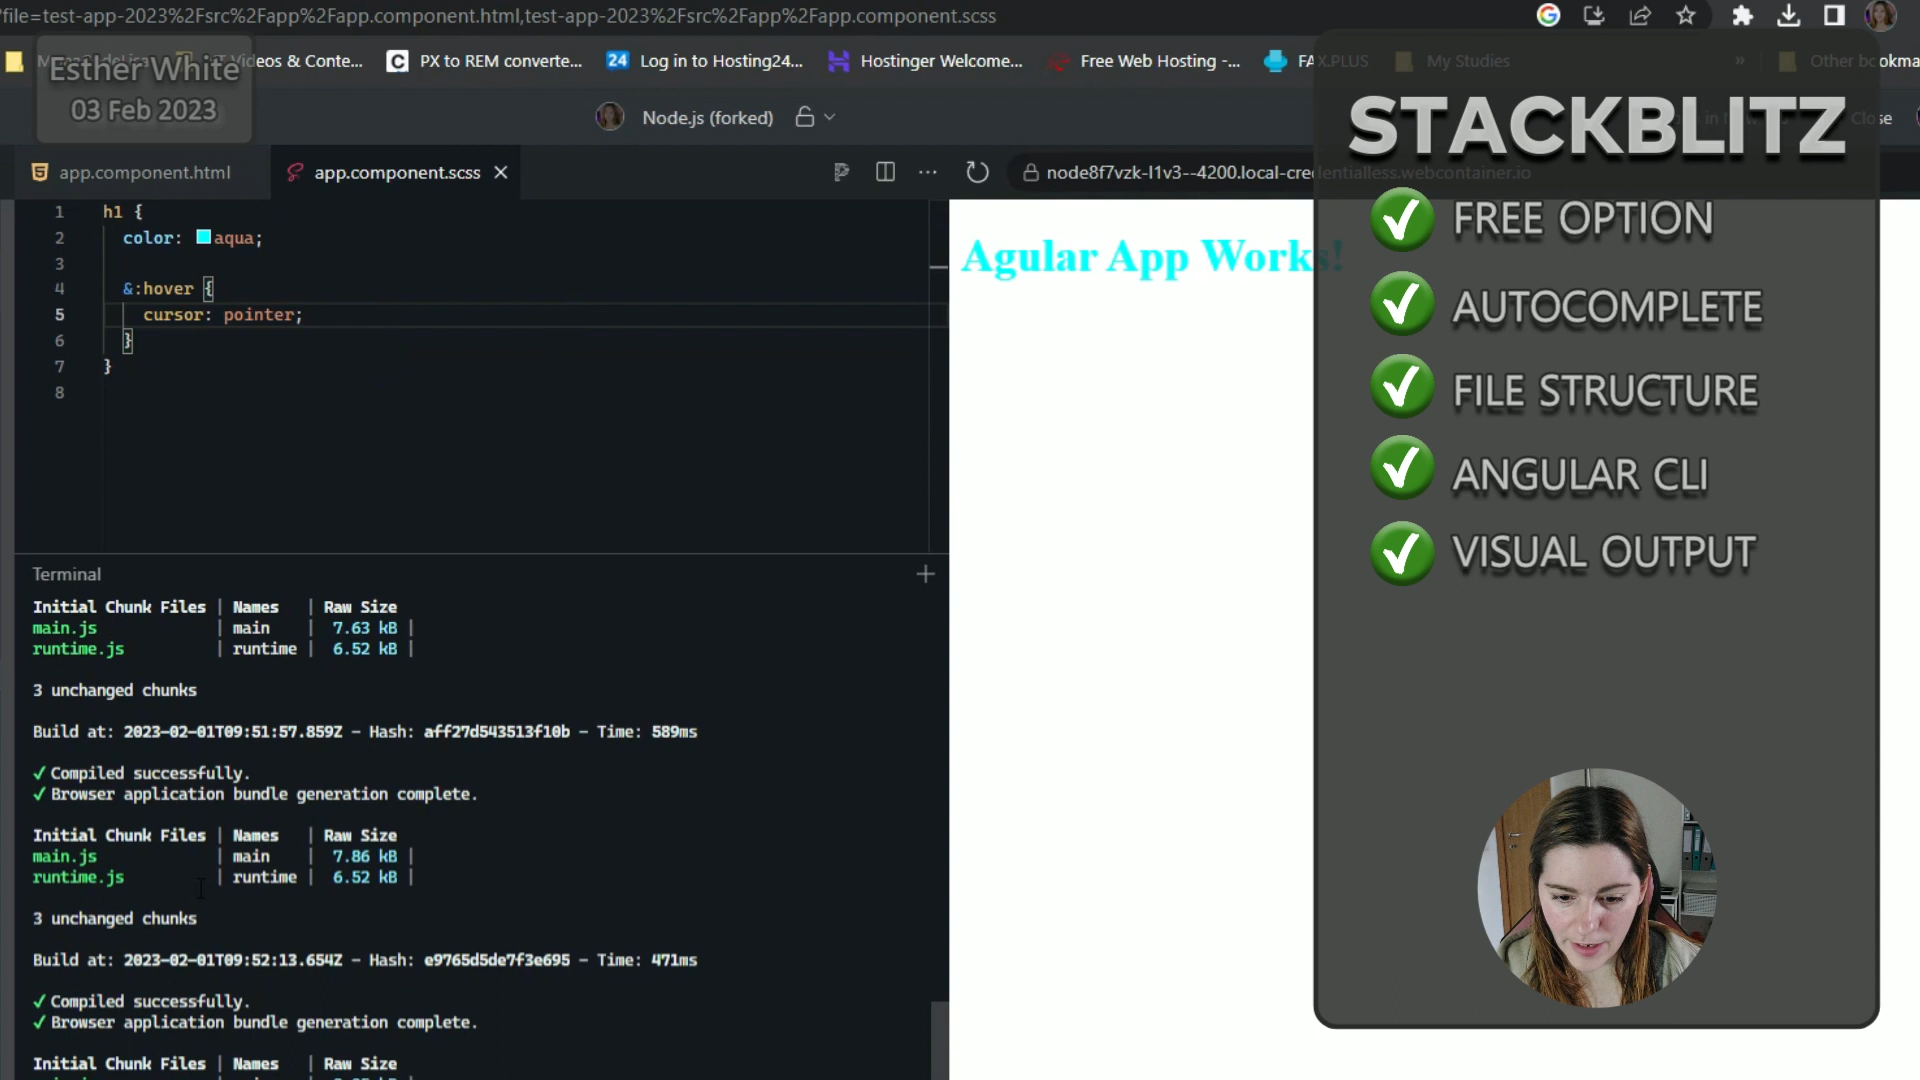 ?file=test-app-2023%2Fsrc%2Fapp%2Fapp.component.html,test-app-2023%2Fsrc%2Fapp%2Fapp.component.scss
Videos & Conte... PX to REM converte... 24 Log in to Hosting24... Hostinger Welcome... Free Web Hosting -... FAX.PLUS My Studies » Other bookma
Esther White
03 Feb 2023
Node.js (forked) Close
STACKBLITZ
app.component.html app.component.scss node8f7vzk-l1v3--4200.local-credentialless.webcontainer.io
1 h1 {
2 color: aqua;
3
4 &:hover {
5 cursor: pointer;
6 }
7 }
8
Agular App Works!
FREE OPTION
AUTOCOMPLETE
FILE STRUCTURE
ANGULAR CLI
VISUAL OUTPUT
Terminal
Initial Chunk Files | Names | Raw Size
main.js | main | 7.63 kB |
runtime.js | runtime | 6.52 kB |
3 unchanged chunks
Build at: 2023-02-01T09:51:57.859Z - Hash: aff27d543513f10b - Time: 589ms
✓ Compiled successfully.
✓ Browser application bundle generation complete.
Initial Chunk Files | Names | Raw Size
main.js | main | 7.86 kB |
runtime.js | runtime | 6.52 kB |
3 unchanged chunks
Build at: 2023-02-01T09:52:13.654Z - Hash: e9765d5de7f3e695 - Time: 471ms
✓ Compiled successfully.
✓ Browser application bundle generation complete.
Initial Chunk Files | Names | Raw Size